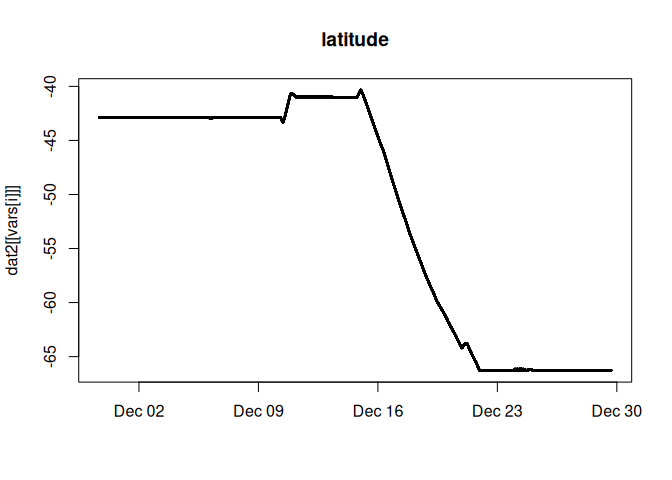 latitude
dat2[[vars[i]]]
-40
-45
-50
-55
-60
-65
Dec 02
Dec 09
Dec 16
Dec 23
Dec 30